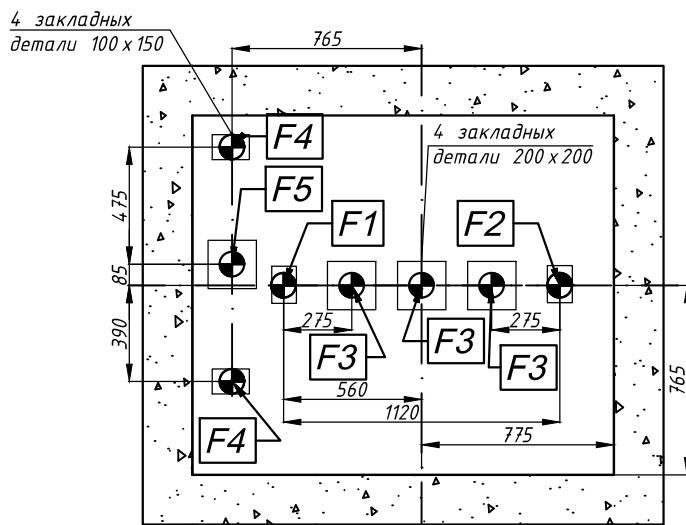 4 закладных
детали 100 x 150
765
F4
4 закладных
детали 200 x 200
475
F5
F1
F2
85
275
275
390
F3
F3
F3
765
560
1120
F4
775